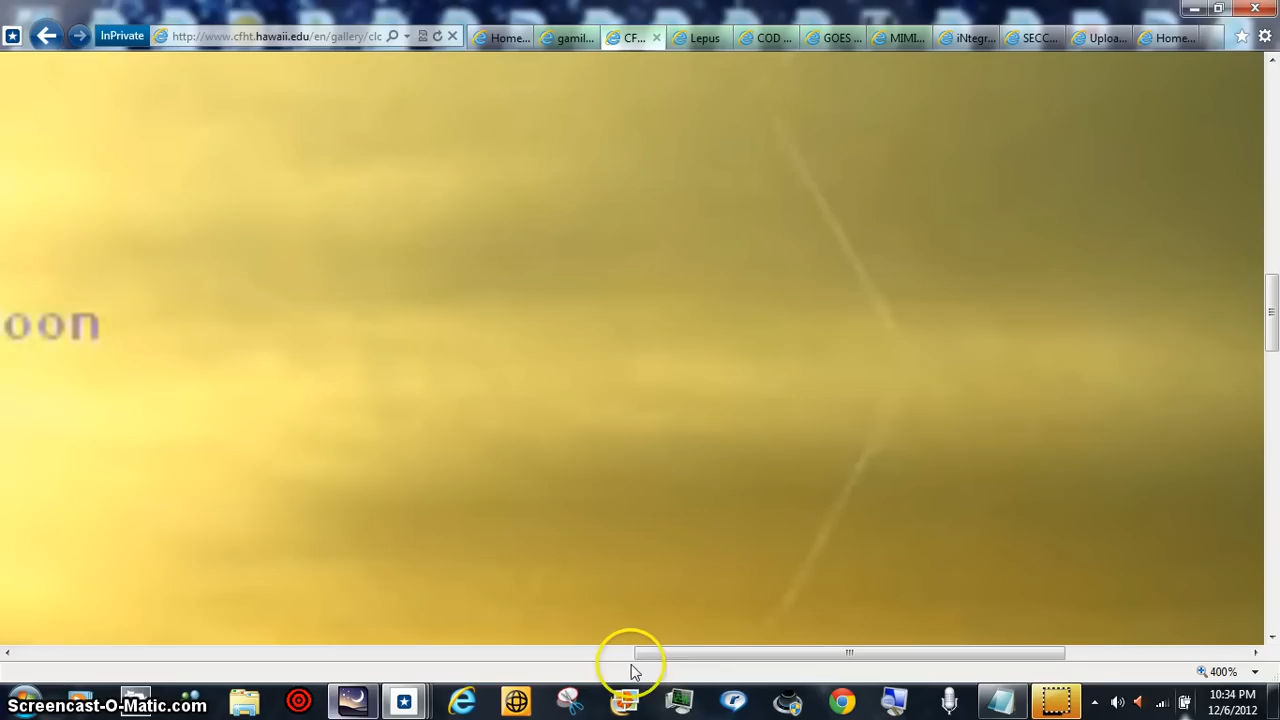 InPrivate
http://www.cfht.hawaii.edu/en/gallery/clc
Home...
gamil...
CF...
Lepus
COD ...
GOES ...
MIMI...
iNtegr...
SECC...
Uploa...
Home...
oon
400%
10:34 PM
12/6/2012
Screencast-O-Matic.com